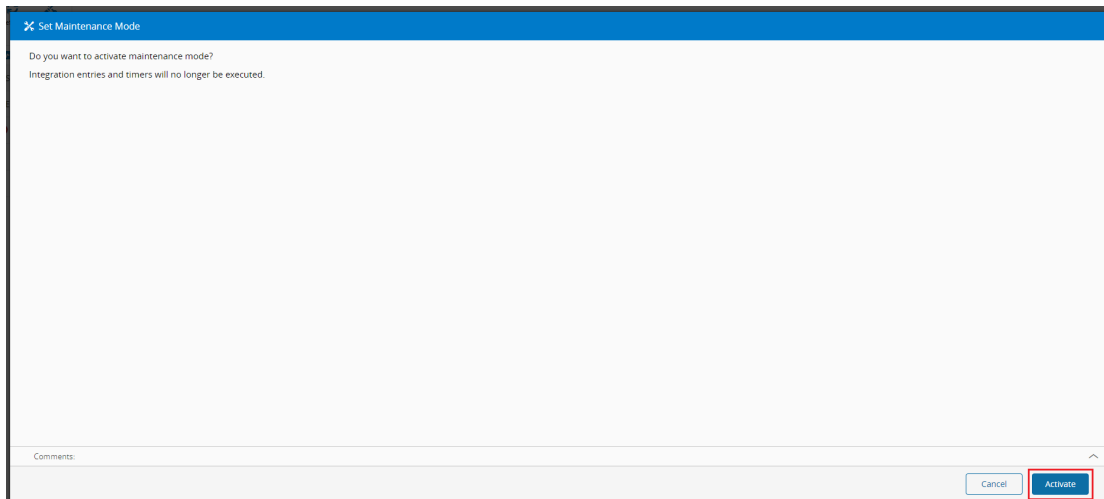 Set Maintenance Mode
Do you want to activate maintenance mode?
Integration entries and timers will no longer be executed.
Comments:
Cancel
Activate